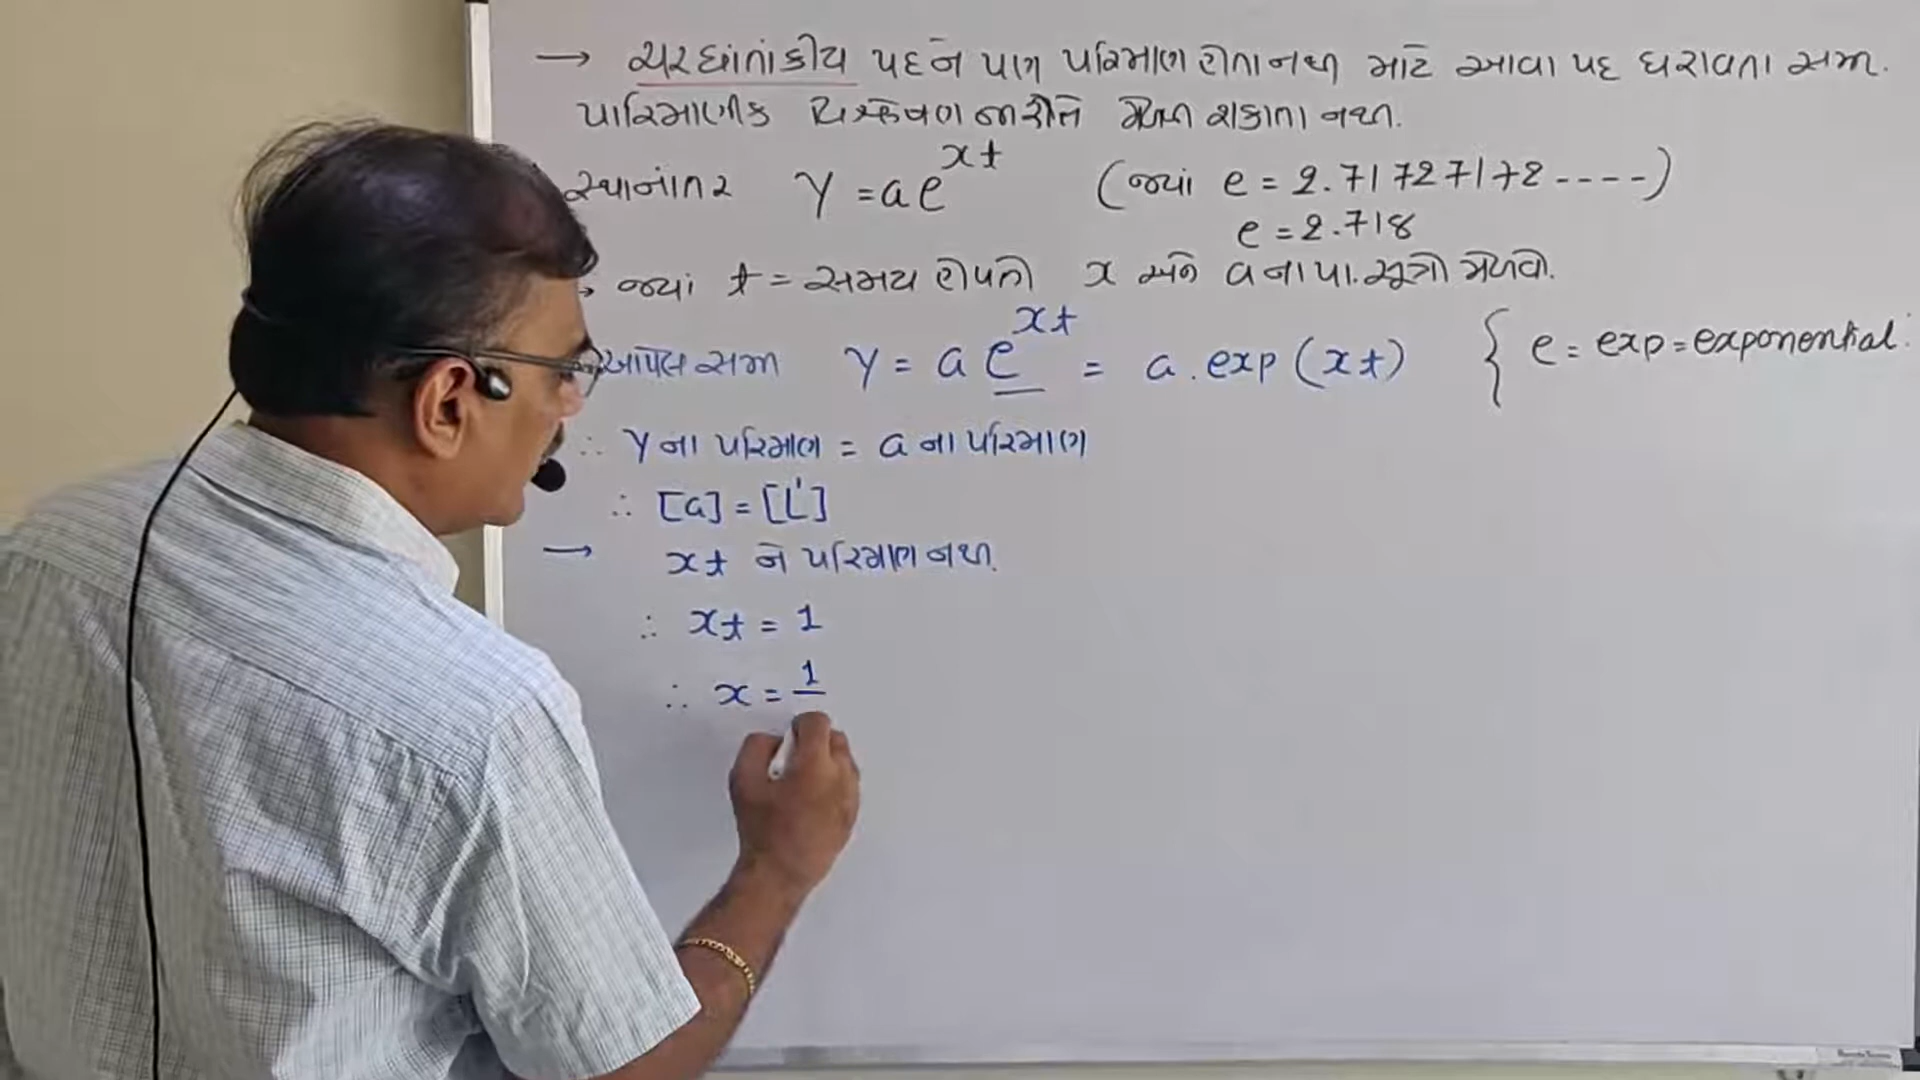 → ચરઘાંતાંકીય પદને પણ પરિમાણ હોતા નથી માટે આવા પદ ધરાવતા સમી.
પારિમાણીક વિશ્લેષણ ની રીતે મેળવી શકાતા નથી.
સ્થાનાંતર Y = ae^{xt} (જ્યાં e = 2.71727172----)
e = 2.718
→ જ્યાં t = સમય હોયતો x અને a ના પા.સૂત્રો મેળવો.
આપેલ સમી Y = a e^{xt} = a . exp (xt) { e = exp = exponential.
∴ Y ના પરિમાણ = a ના પરિમાણ
∴ [a] = [L¹]
→ xt ને પરિમાણ નથી.
∴ xt = 1
∴ x = 1/